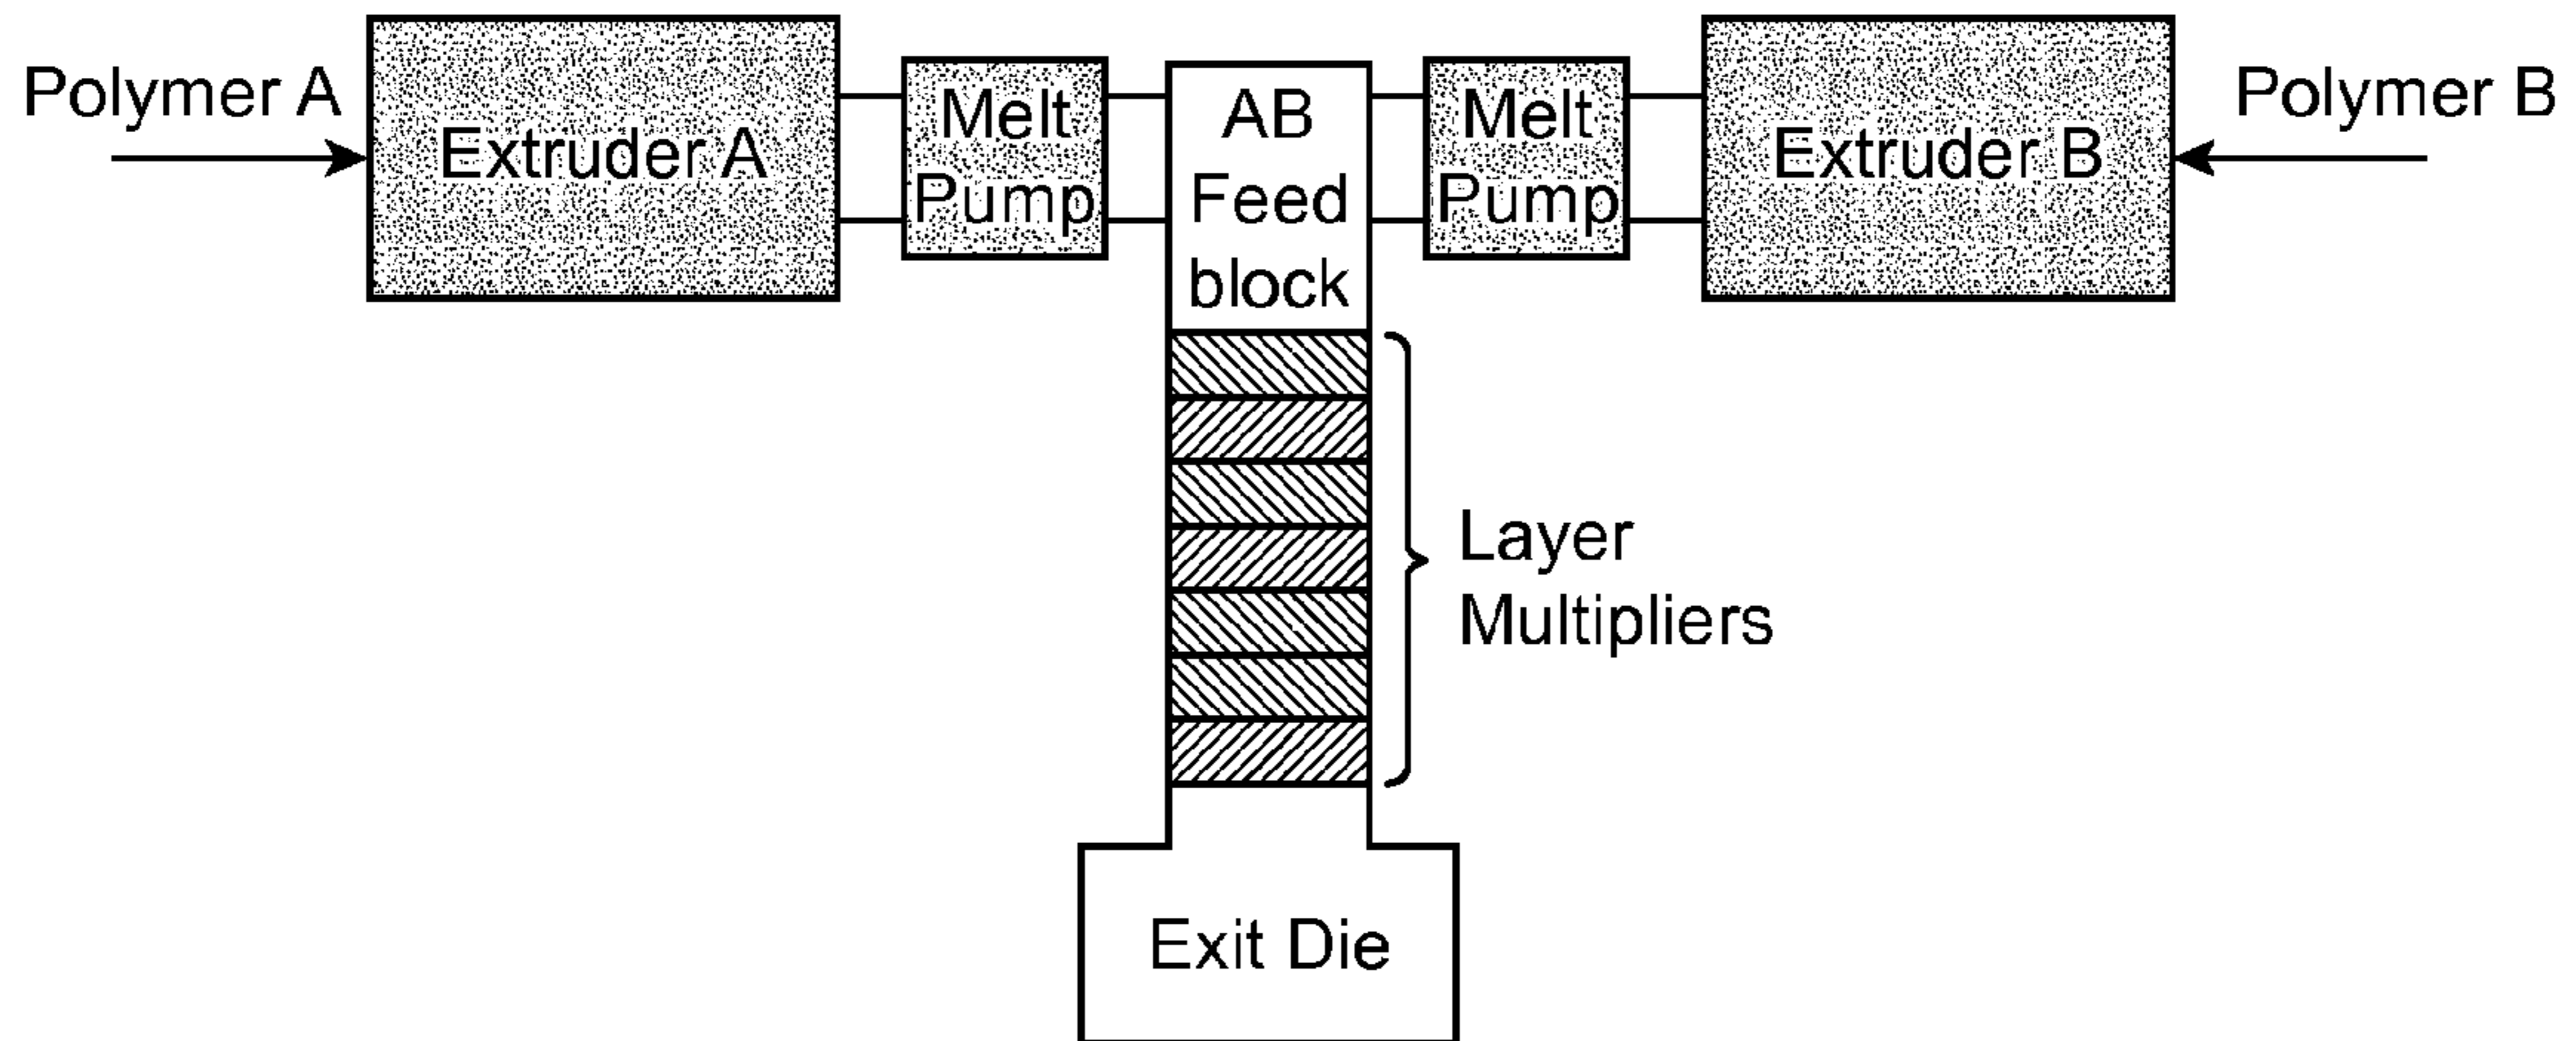 Polymer A
Extruder A
Melt
Pump
AB
Feed
block
Melt
Pump
Extruder B
Polymer B
Layer
Multipliers
Exit Die